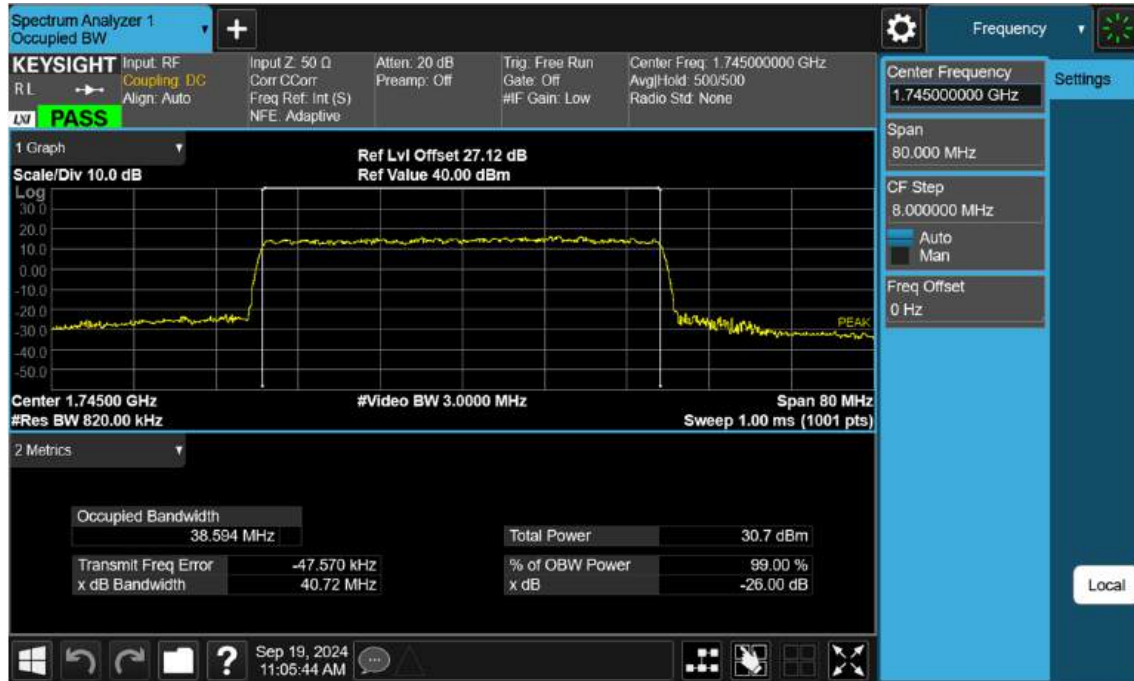 Spectrum Analyzer 1
Occupied BW
+
Frequency
KEYSIGHT
RL
LXI PASS
Input: RF
Coupling: DC
Align: Auto
Input Z: 50 Ω
Corr CCorr
Freq Ref: Int (S)
NFE: Adaptive
Atten: 20 dB
Preamp: Off
Trig: Free Run
Gate: Off
#IF Gain: Low
Center Freq: 1.745000000 GHz
Avg|Hold: 500/500
Radio Std: None
Center Frequency
1.745000000 GHz
Settings
Span
80.000 MHz
CF Step
8.000000 MHz
Auto
Man
Freq Offset
0 Hz
1 Graph
Scale/Div 10.0 dB
Ref Lvl Offset 27.12 dB
Ref Value 40.00 dBm
Log
30.0
20.0
10.0
0.00
-10.0
-20.0
-30.0
-40.0
-50.0
PEAK
Center 1.74500 GHz
#Video BW 3.0000 MHz
Span 80 MHz
#Res BW 820.00 kHz
Sweep 1.00 ms (1001 pts)
2 Metrics
Occupied Bandwidth
38.594 MHz
Total Power 30.7 dBm
Transmit Freq Error -47.570 kHz
% of OBW Power 99.00 %
x dB Bandwidth 40.72 MHz
x dB -26.00 dB
Local
?
Sep 19, 2024
11:05:44 AM